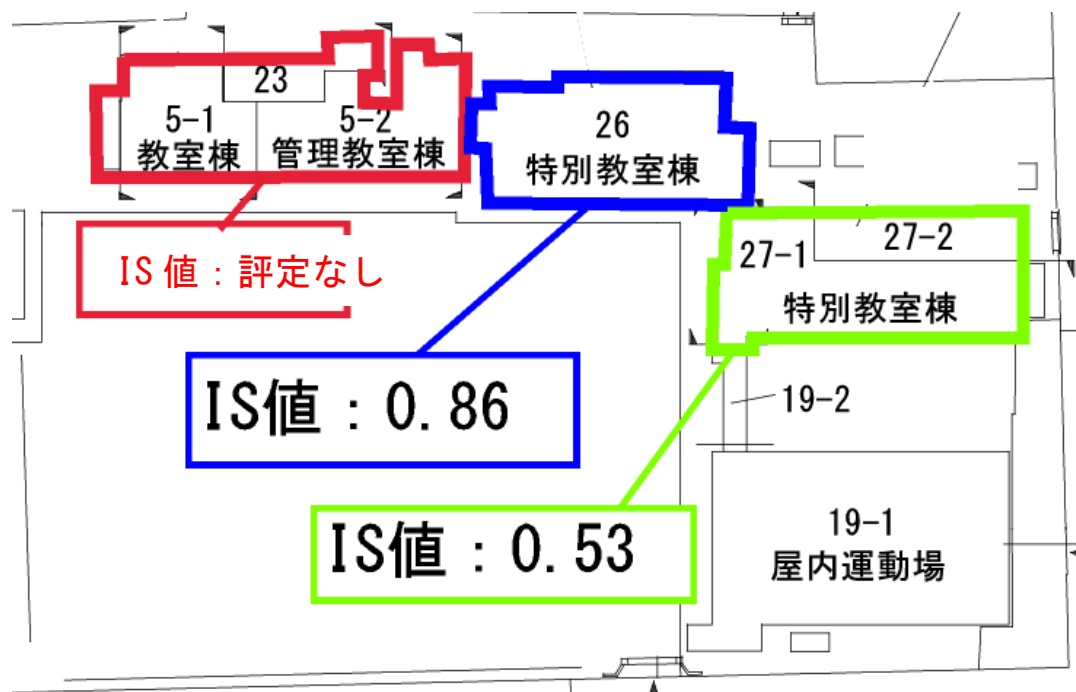 23
5-1
教室棟
5-2
管理教室棟
26
特別教室棟
27-1
27-2
特別教室棟
IS値：評定なし
IS値：0.86
19-2
IS値：0.53
19-1
屋内運動場